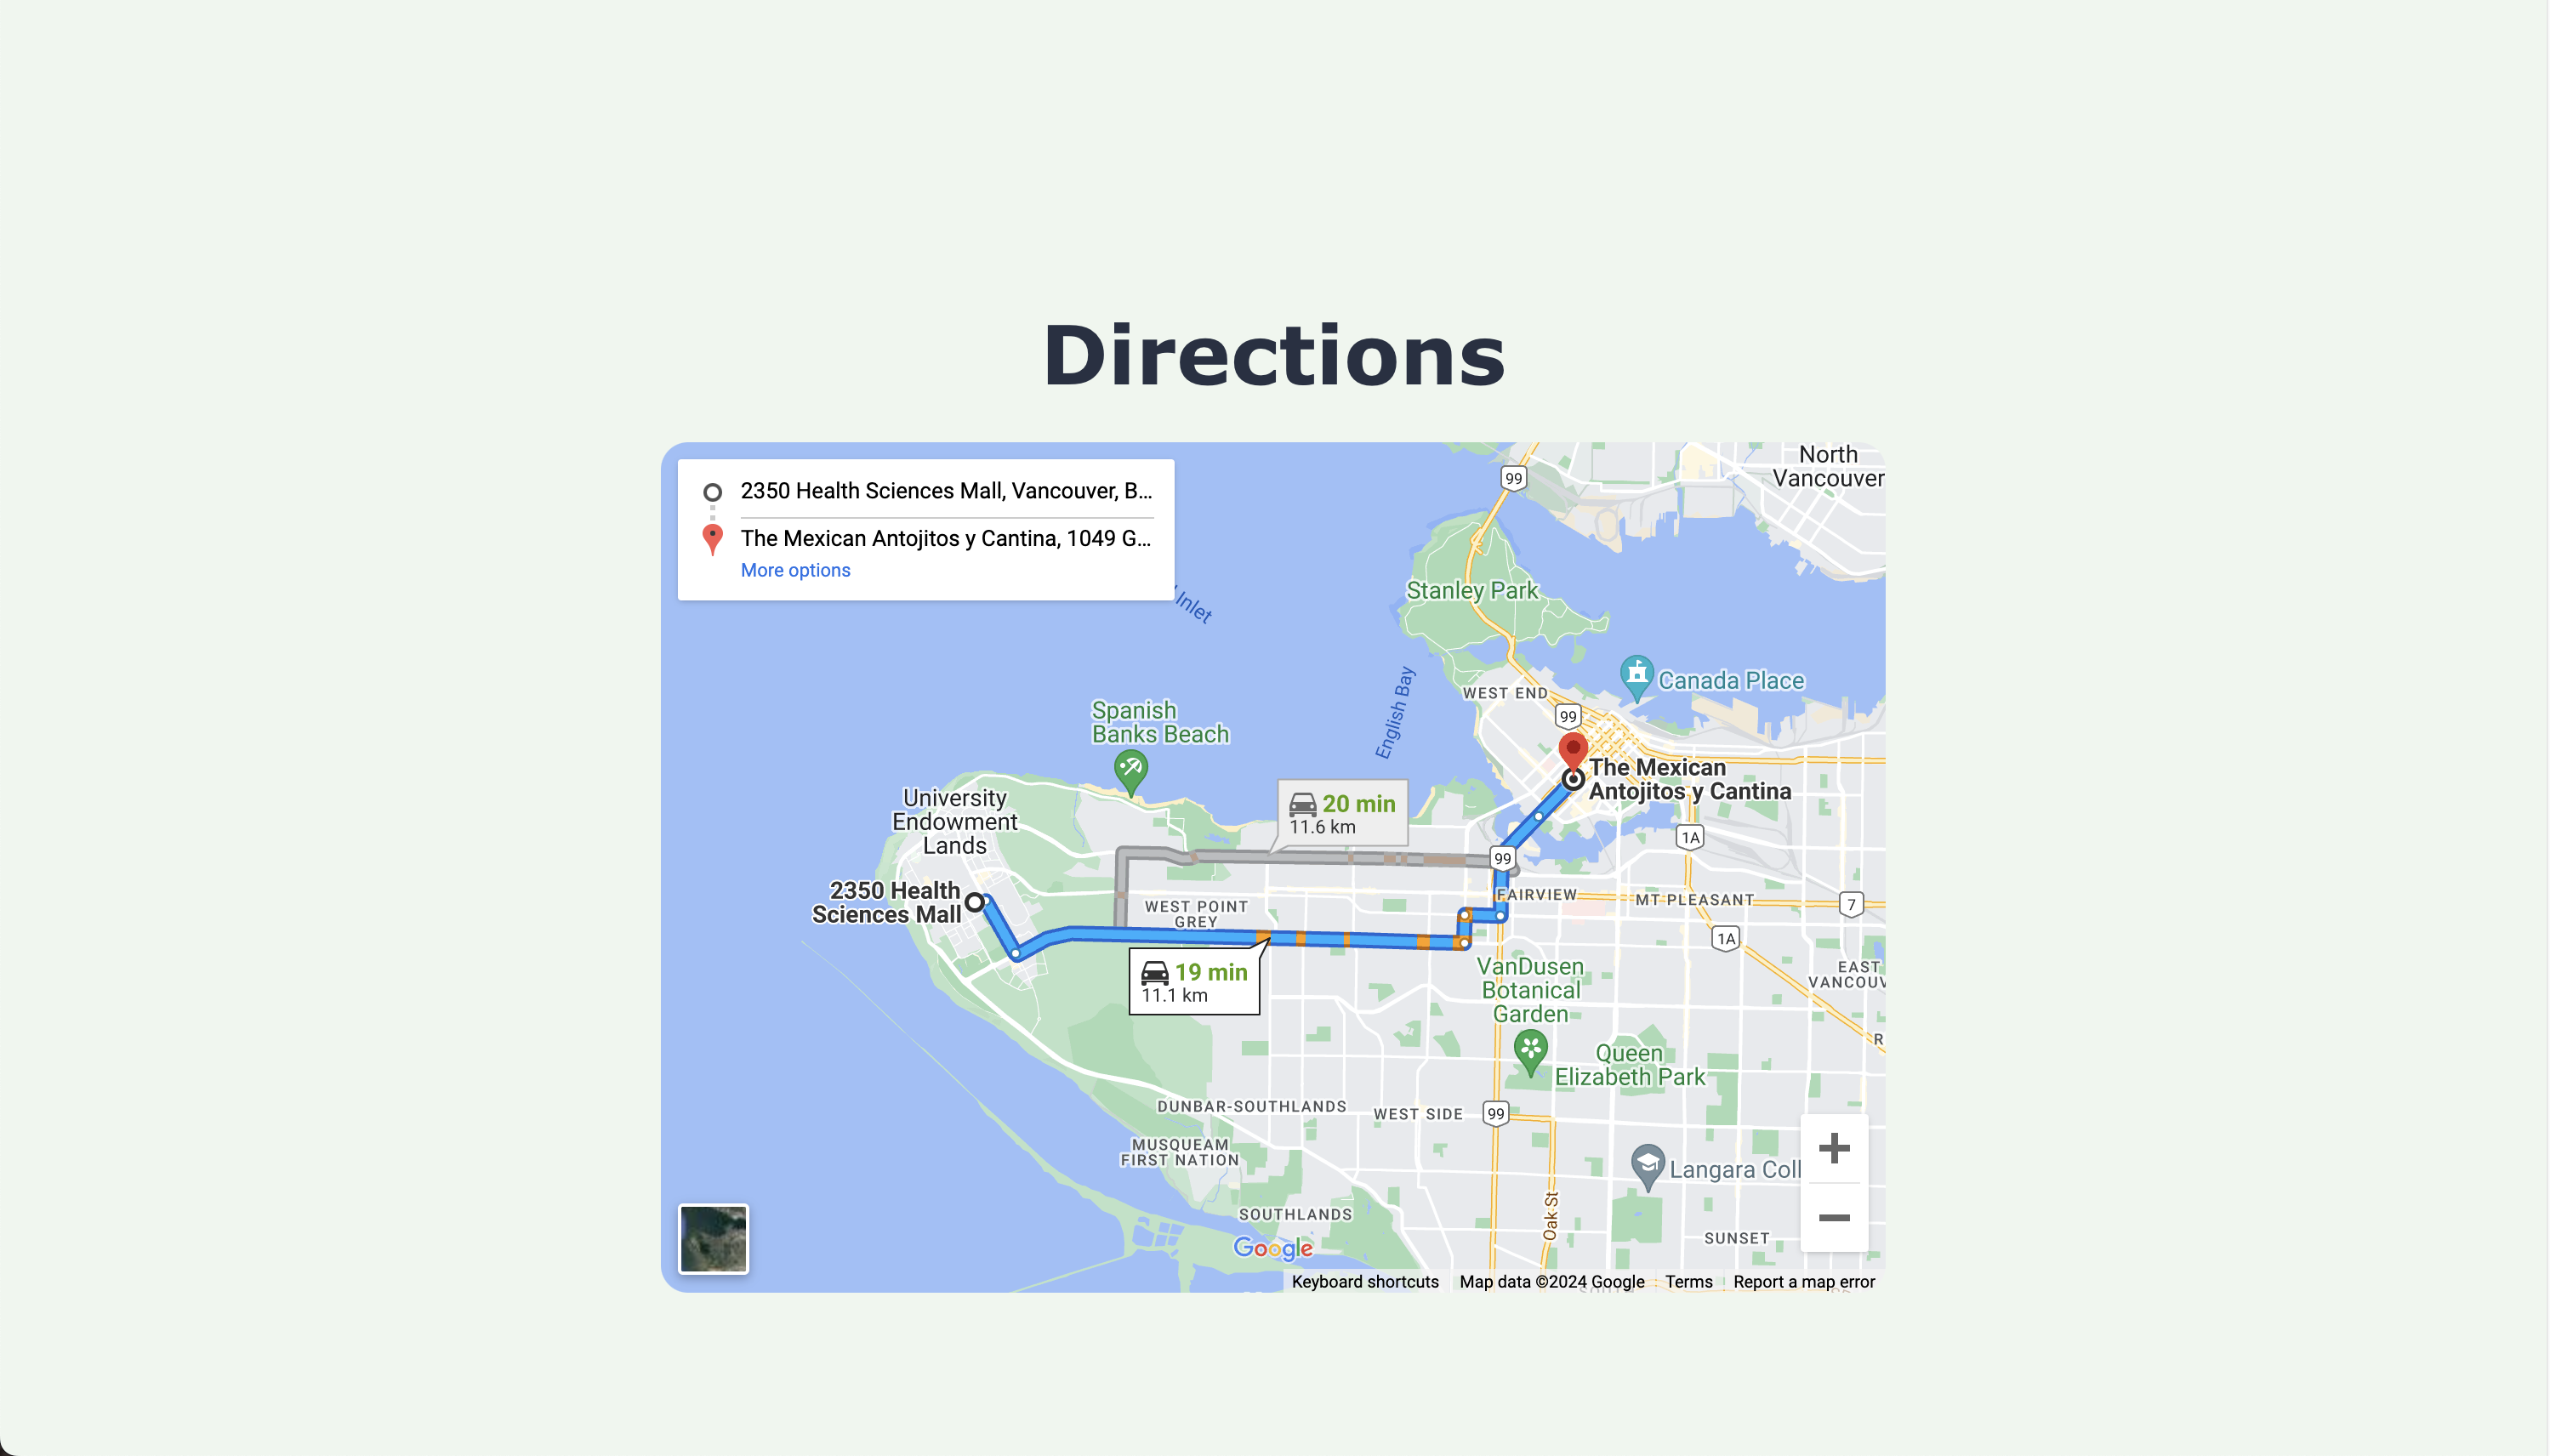 Directions
2350 Health Sciences Mall, Vancouver, B...
The Mexican Antojitos y Cantina, 1049 G...
More options
North
Vancouver
99
Inlet
Stanley Park
English Bay
WEST END
Canada Place
99
Spanish
Banks Beach
The Mexican
Antojitos y Cantina
University
Endowment
Lands
20 min
11.6 km
1A
99
2350 Health
Sciences Mall
WEST POINT
GREY
FAIRVIEW
MT PLEASANT
7
1A
19 min
11.1 km
VanDusen
Botanical
Garden
EAST
VANCOUV
R
Queen
Elizabeth Park
DUNBAR-SOUTHLANDS
WEST SIDE
99
MUSQUEAM
FIRST NATION
Langara Coll
Oak St
SOUTHLANDS
SUNSET
Google
Keyboard shortcuts
Map data ©2024 Google
Terms
Report a map error